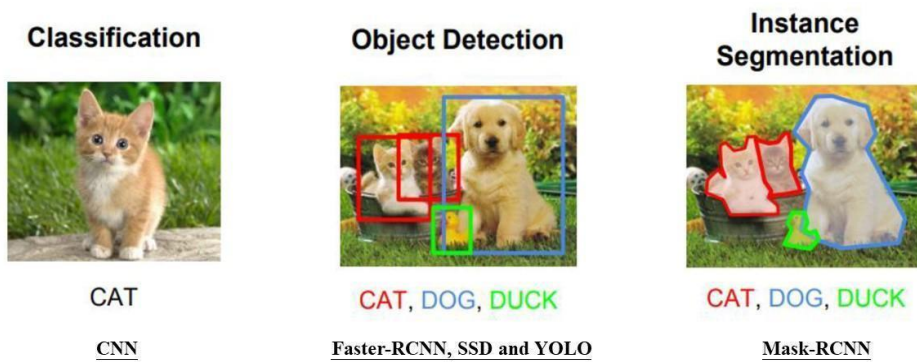 Classification
CAT
CNN
Object Detection
CAT, DOG, DUCK
Faster-RCNN, SSD and YOLO
Instance
Segmentation
CAT, DOG, DUCK
Mask-RCNN